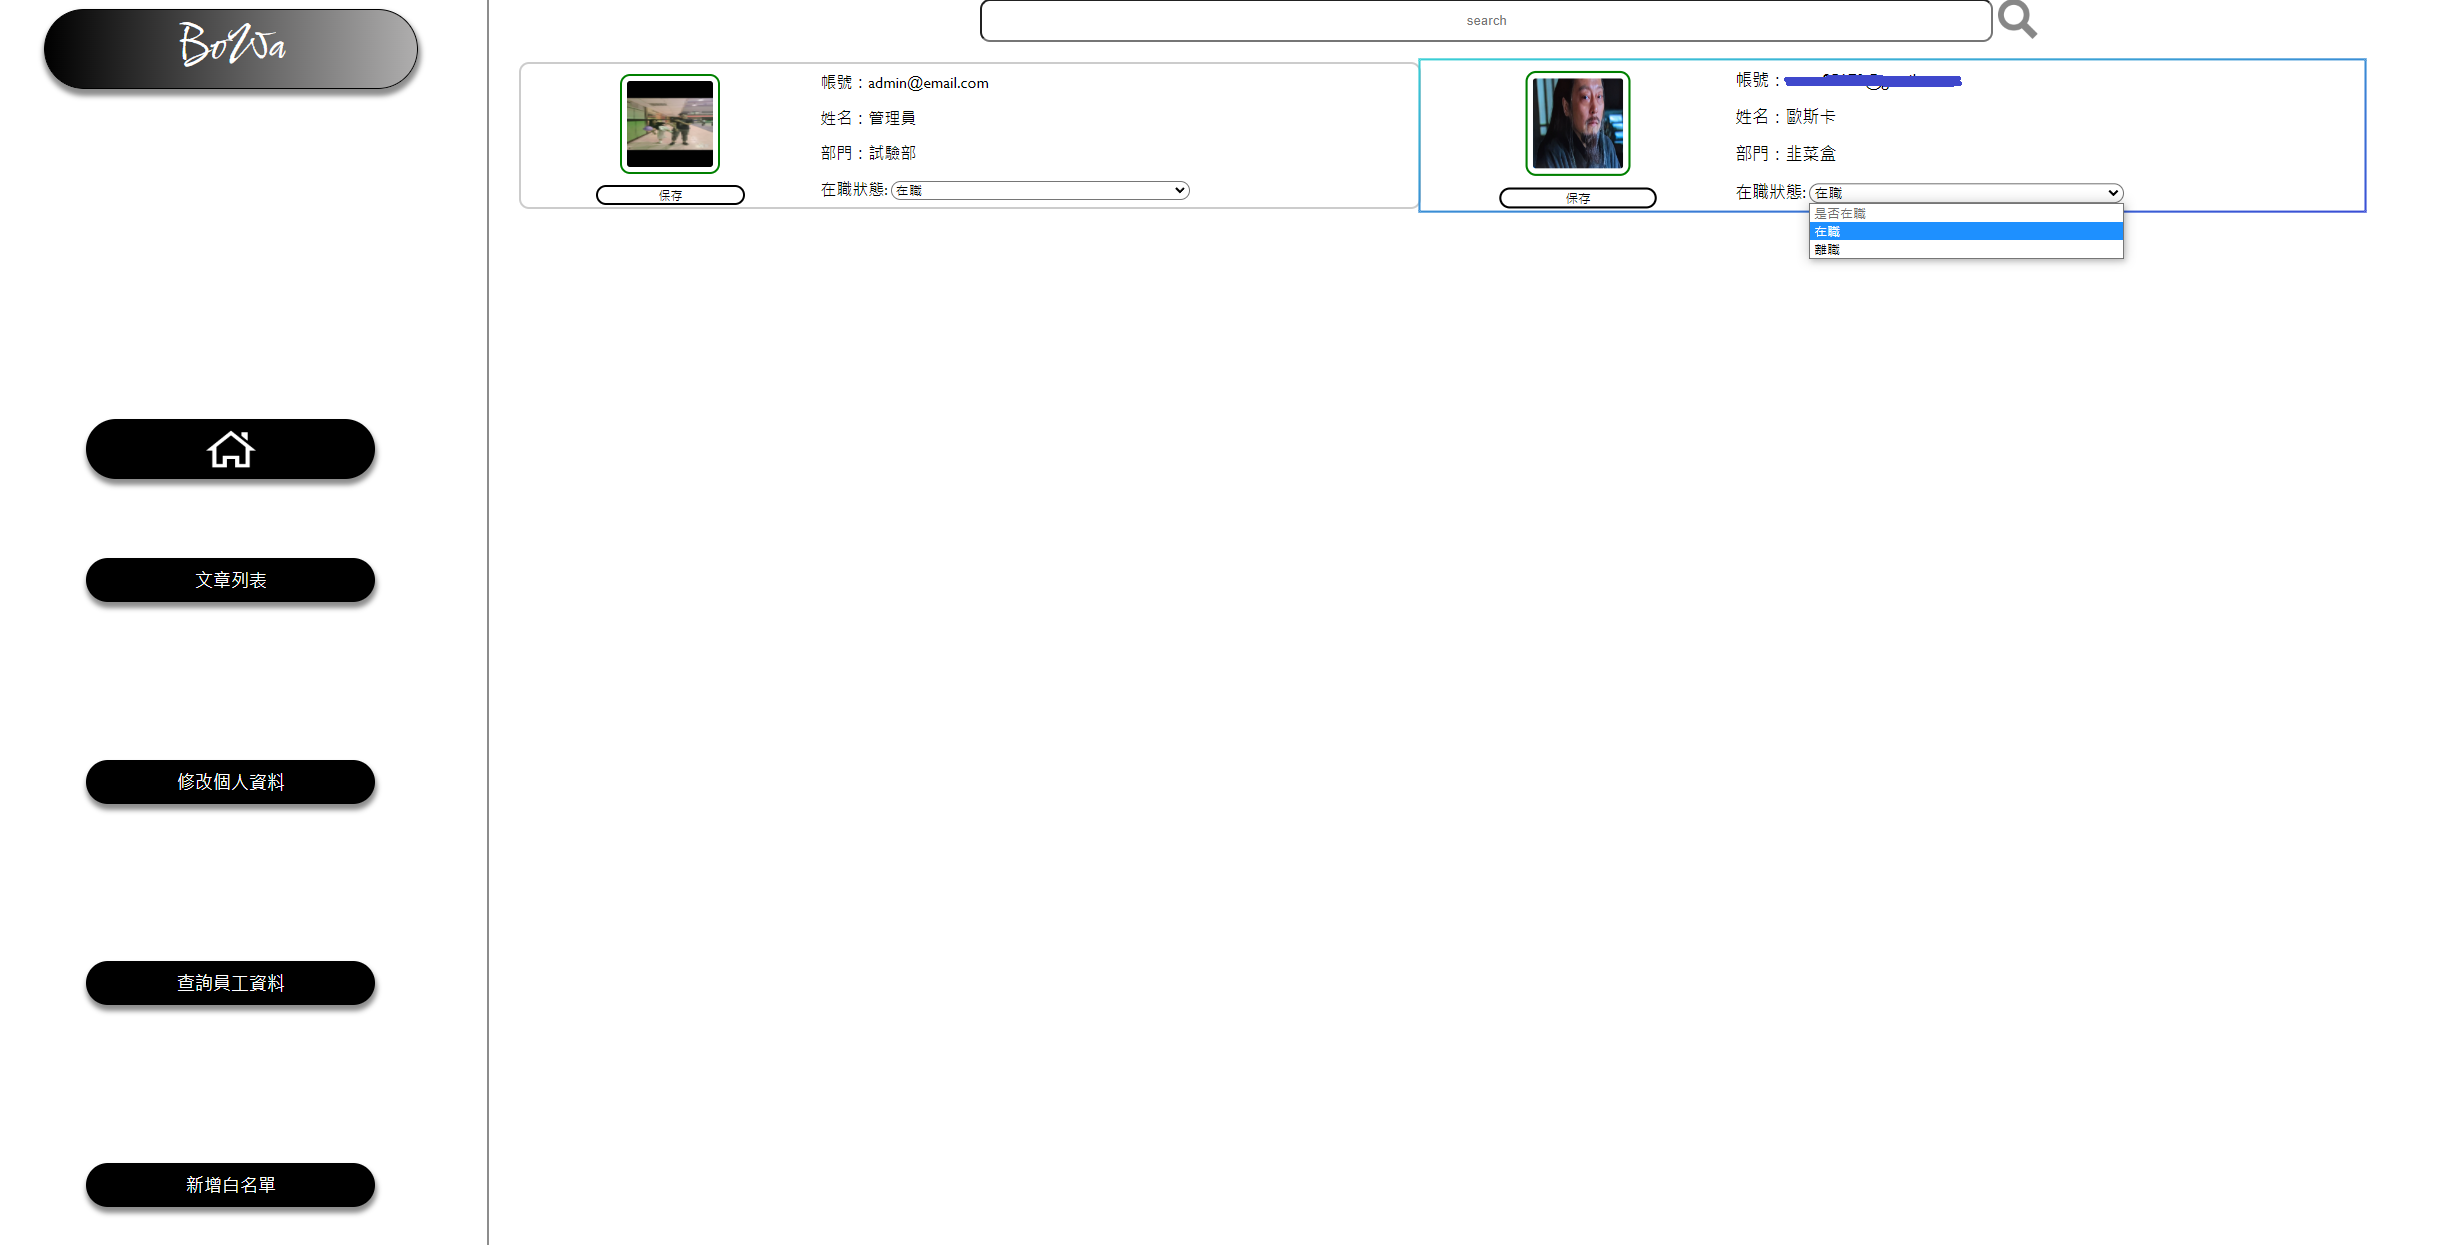 BoWa
文章列表
修改個人資料
查詢員工資料
新增白名單
search
帳號：admin@email.com
姓名：管理員
部門：試驗部
在職狀態: 在職
保存
帳號：
姓名：歐斯卡
部門：韭菜盒
在職狀態: 在職
是否在職
在職
離職
保存